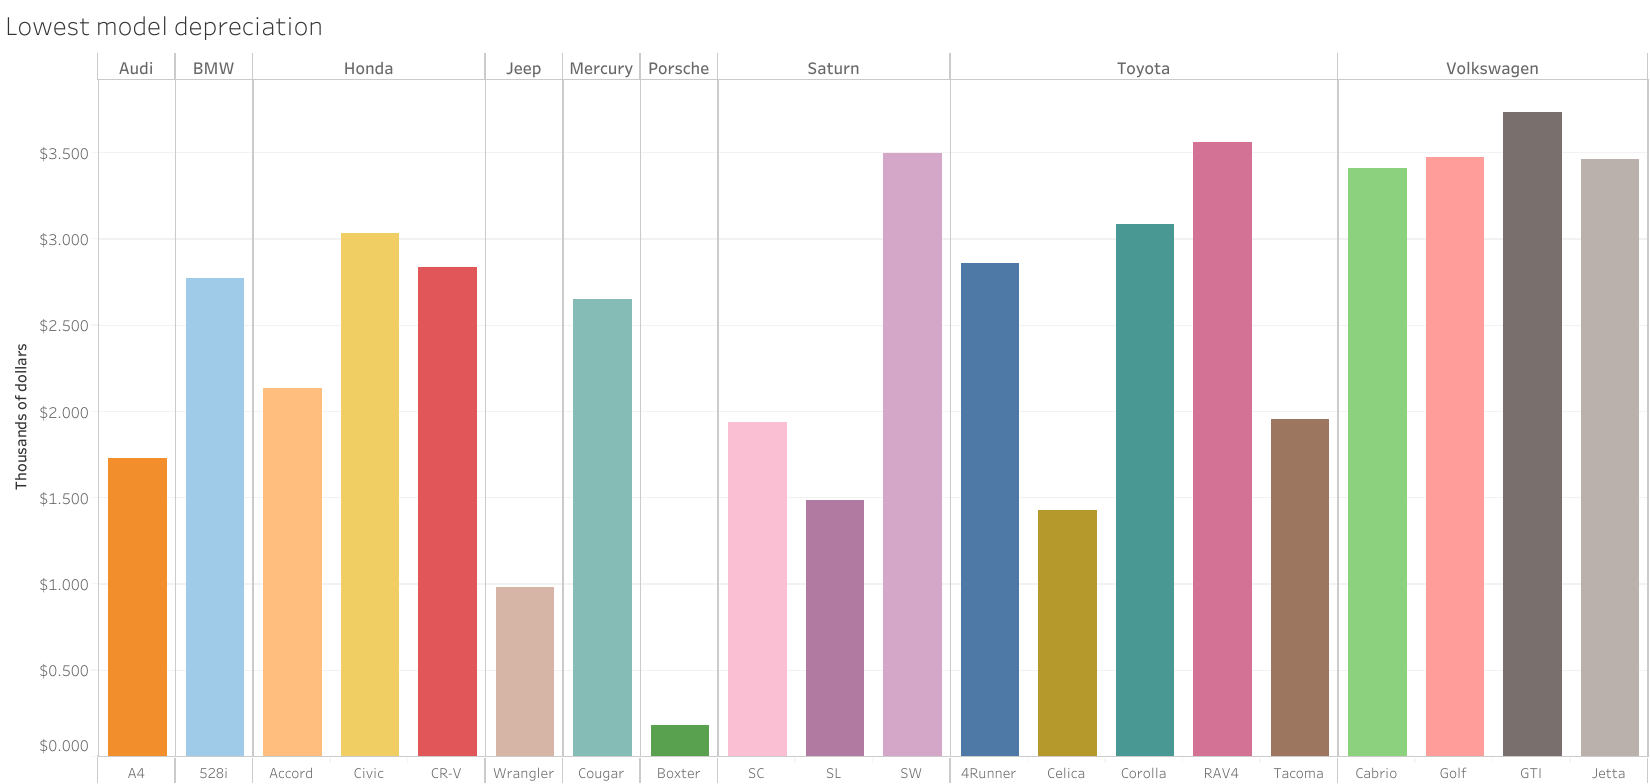 Lowest model depreciation
Audi BMW Honda Jeep Mercury Porsche Saturn Toyota Volkswagen
Thousands of dollars
$3.500
$3.000
$2.500
$2.000
$1.500
$1.000
$0.500
$0.000
A4 528i Accord Civic CR-V Wrangler Cougar Boxter SC SL SW 4Runner Celica Corolla RAV4 Tacoma Cabrio Golf GTI Jetta